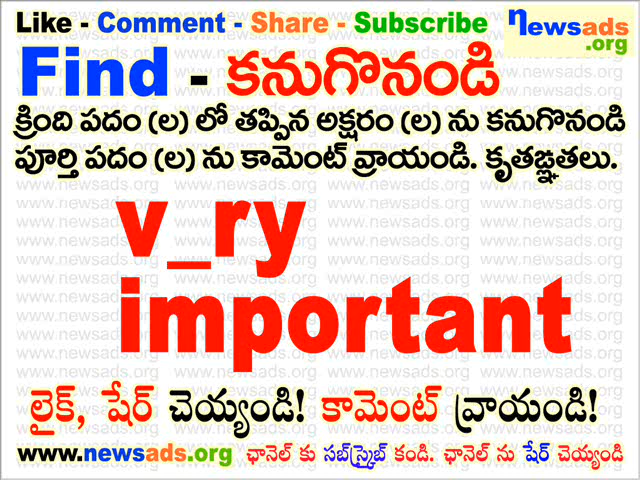 Like - Comment - Share - Subscribe
newsads
.org
Find - కనుగొనండి
క్రింది పదం (ల) లో తప్పిన అక్షరం (ల) ను కనుగొనండి
పూర్తి పదం (ల) ను కామెంట్ వ్రాయండి. కృతజ్ఞతలు.
v_ry
important
లైక్, షేర్ చెయ్యండి! కామెంట్ వ్రాయండి!
www.newsads.org ఛానెల్ కు సబ్‌స్క్రైబ్ కండి. ఛానెల్ ను షేర్ చెయ్యండి